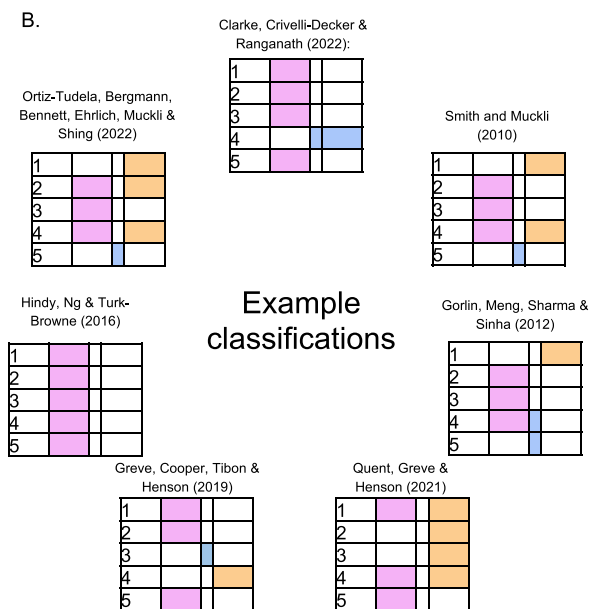 B.
Clarke, Crivelli-Decker &
Ranganath (2022):
1
2
3
4
5
Ortiz-Tudela, Bergmann,
Bennett, Ehrlich, Muckli &
Shing (2022)
1
2
3
4
5
Smith and Muckli
(2010)
1
2
3
4
5
Hindy, Ng & Turk-
Browne (2016)
1
2
3
4
5
Example
classifications
Gorlin, Meng, Sharma &
Sinha (2012)
1
2
3
4
5
Greve, Cooper, Tibon &
Henson (2019)
1
2
3
4
5
Quent, Greve &
Henson (2021)
1
2
3
4
5